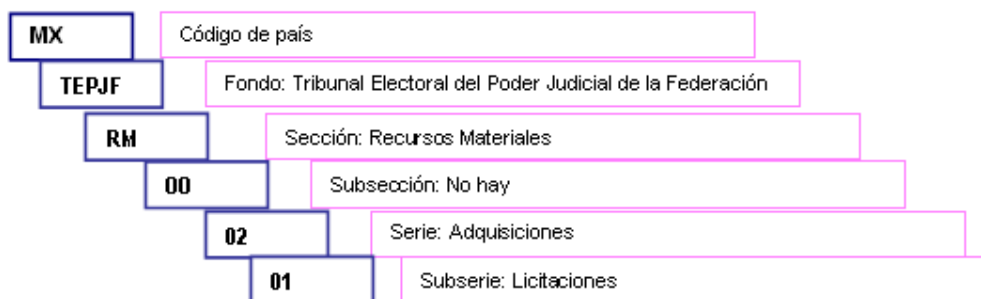 MX Código de país
TEPJF Fondo: Tribunal Electoral del Poder Judicial de la Federación
RM Sección: Recursos Materiales
00 Subsección: No hay
02 Serie: Adquisiciones
01 Subserie: Licitaciones